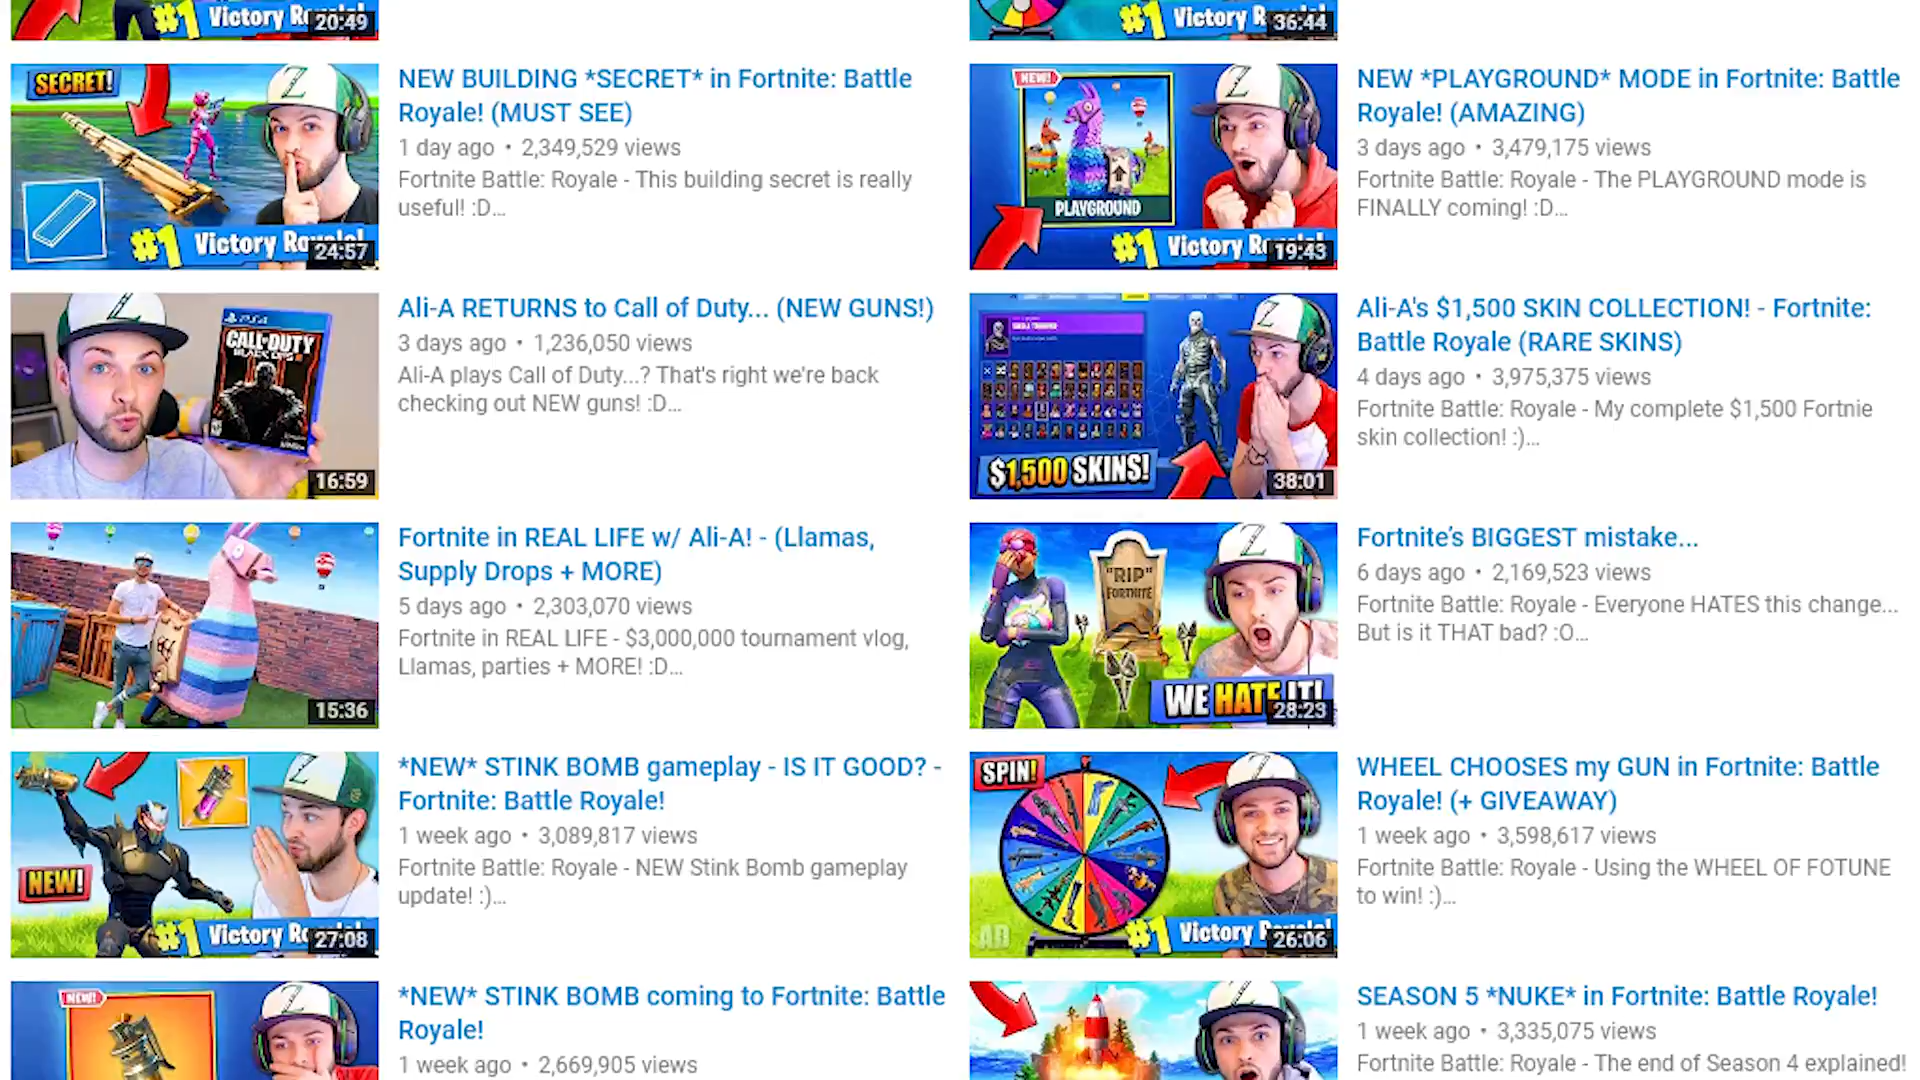 #1 Victory Ro
20:49
#1 Victory R
36:44
SECRET!
#1 Victory Royale!
24:57
NEW BUILDING *SECRET* in Fortnite: Battle
Royale! (MUST SEE)
1 day ago • 2,349,529 views
Fortnite Battle: Royale - This building secret is really
useful! :D...
NEW!
PLAYGROUND
#1 Victory R
19:43
NEW *PLAYGROUND* MODE in Fortnite: Battle
Royale! (AMAZING)
3 days ago • 3,479,175 views
Fortnite Battle: Royale - The PLAYGROUND mode is
FINALLY coming! :D...
PS4
CALL OF DUTY
BLACK OPS III
16:59
Ali-A RETURNS to Call of Duty... (NEW GUNS!)
3 days ago • 1,236,050 views
Ali-A plays Call of Duty...? That's right we're back
checking out NEW guns! :D...
$1,500 SKINS!
38:01
Ali-A's $1,500 SKIN COLLECTION! - Fortnite:
Battle Royale (RARE SKINS)
4 days ago • 3,975,375 views
Fortnite Battle: Royale - My complete $1,500 Fortnie
skin collection! :)...
15:36
Fortnite in REAL LIFE w/ Ali-A! - (Llamas,
Supply Drops + MORE)
5 days ago • 2,303,070 views
Fortnite in REAL LIFE - $3,000,000 tournament vlog,
Llamas, parties + MORE! :D...
"RIP"
FORTNITE
WE HATE IT!
28:23
Fortnite’s BIGGEST mistake...
6 days ago • 2,169,523 views
Fortnite Battle: Royale - Everyone HATES this change...
But is it THAT bad? :O...
NEW!
#1 Victory Ro
27:08
*NEW* STINK BOMB gameplay - IS IT GOOD? -
Fortnite: Battle Royale!
1 week ago • 3,089,817 views
Fortnite Battle: Royale - NEW Stink Bomb gameplay
update! :)...
SPIN!
AD
#1 Victory Royale!
26:06
WHEEL CHOOSES my GUN in Fortnite: Battle
Royale! (+ GIVEAWAY)
1 week ago • 3,598,617 views
Fortnite Battle: Royale - Using the WHEEL OF FOTUNE
to win! :)...
NEW!
*NEW* STINK BOMB coming to Fortnite: Battle
Royale!
1 week ago • 2,669,905 views
SEASON 5 *NUKE* in Fortnite: Battle Royale!
1 week ago • 3,335,075 views
Fortnite Battle: Royale - The end of Season 4 explained!